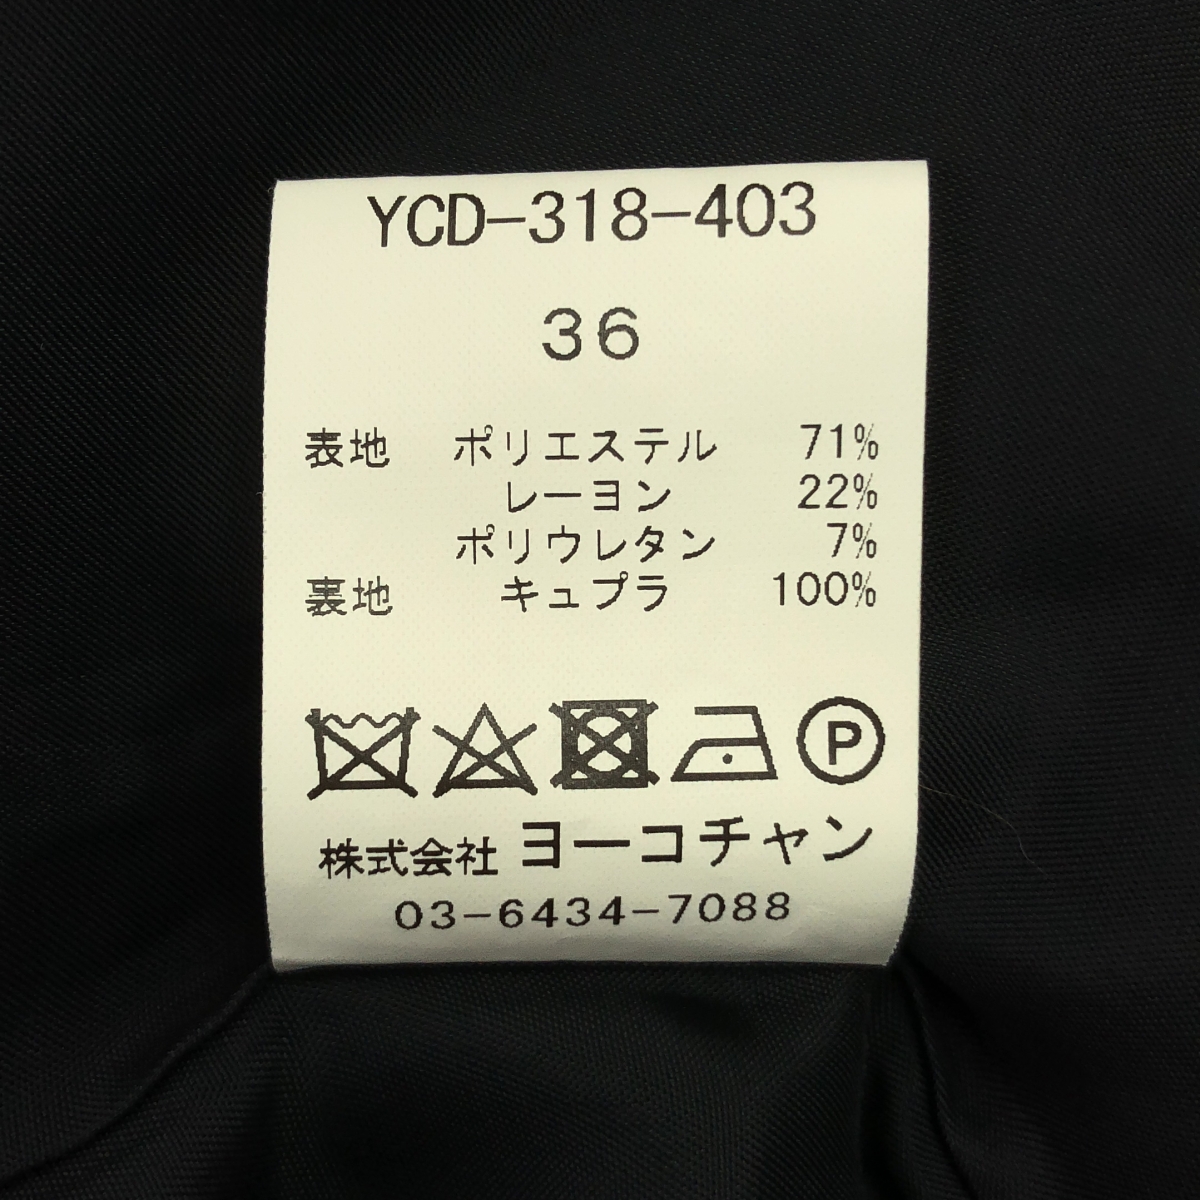 YCD-318-403
36
表地 ポリエステル 71%
レーヨン 22%
ポリウレタン 7%
裏地 キュプラ 100%
P
株式会社 ヨーコチャン
03-6434-7088